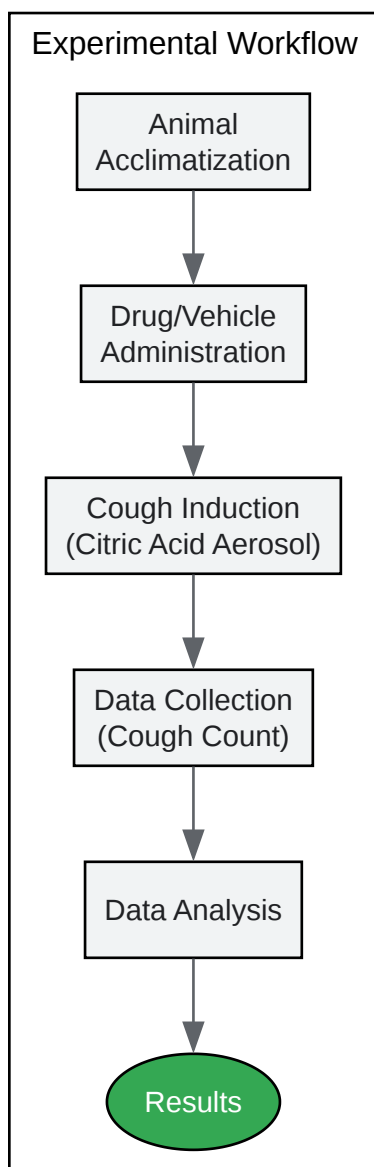 Experimental Workflow
Animal
Acclimatization
Drug/Vehicle
Administration
Cough Induction
(Citric Acid Aerosol)
Data Collection
(Cough Count)
Data Analysis
Results